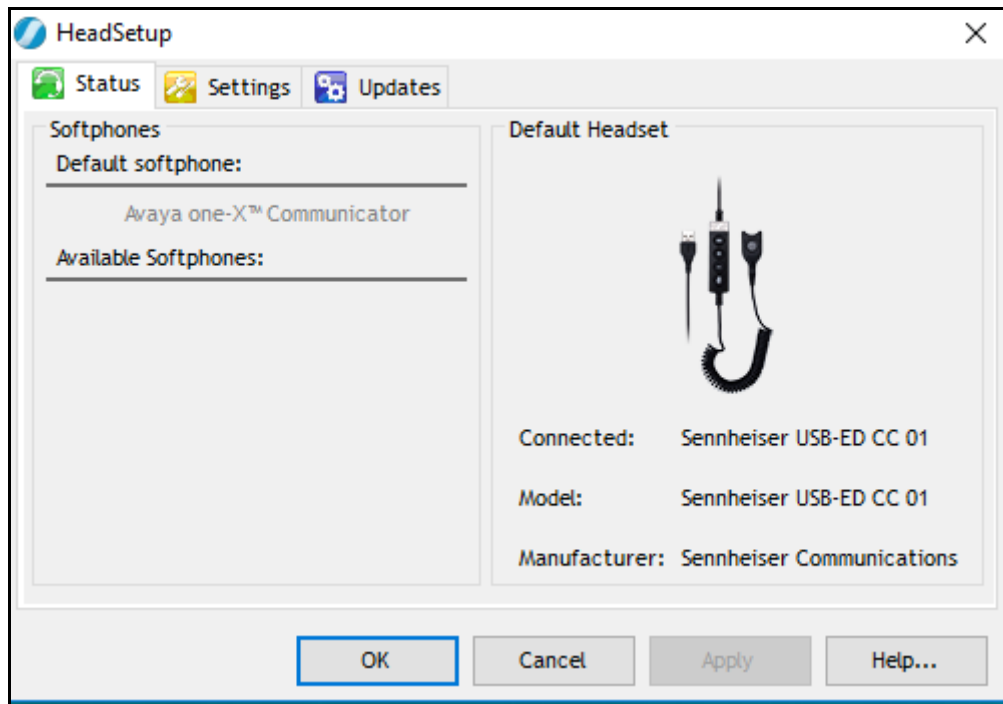 HeadSetup
Status Settings Updates
Softphones
Default softphone:
Avaya one-X™ Communicator
Available Softphones:
Default Headset
Connected: Sennheiser USB-ED CC 01
Model: Sennheiser USB-ED CC 01
Manufacturer: Sennheiser Communications
OK Cancel Apply Help...